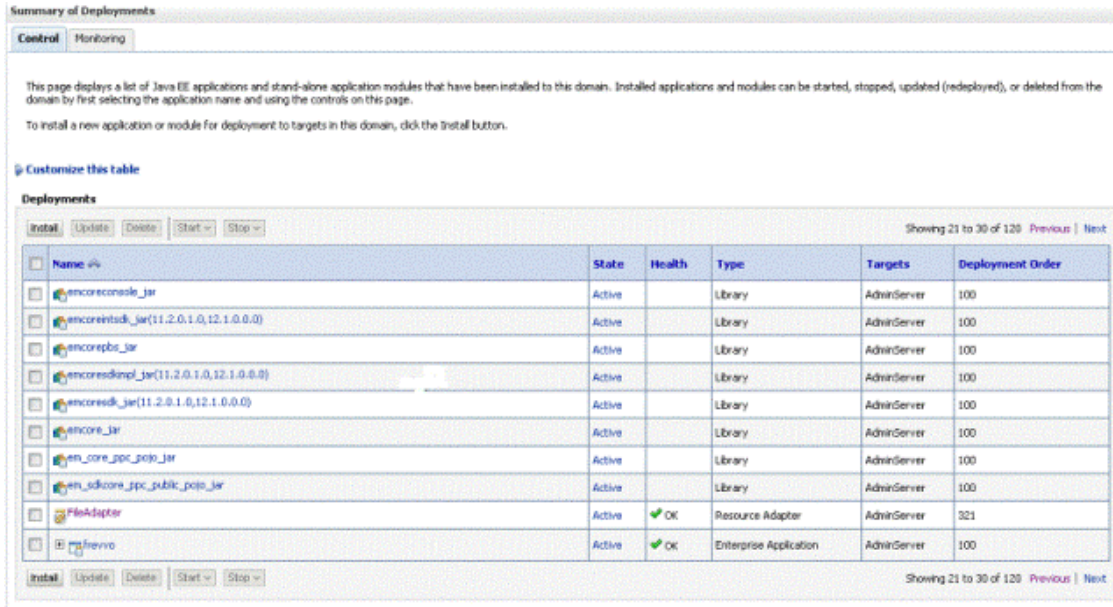 Summary of Deployments
Control Monitoring
This page displays a list of Java EE applications and stand-alone application modules that have been installed to this domain. Installed applications and modules can be started, stopped, updated (redeployed), or deleted from the
domain by first selecting the application name and using the controls on this page.
To install a new application or module for deployment to targets in this domain, click the Install button.
Customize this table
Deployments
Install Update Delete Start Stop Showing 21 to 30 of 120 Previous | Next
Name State Health Type Targets Deployment Order
emcoreconsole_jar Active Library AdminServer 100
emcoreintsdk_jar(11.2.0.1.0,12.1.0.0.0) Active Library AdminServer 100
emcorepbs_jar Active Library AdminServer 100
emcoresdkimpl_jar(11.2.0.1.0,12.1.0.0.0) Active Library AdminServer 100
emcoresdk_jar(11.2.0.1.0,12.1.0.0.0) Active Library AdminServer 100
emcore_jar Active Library AdminServer 100
em_core_ppc_pojo_jar Active Library AdminServer 100
em_sdkcore_ppc_public_pojo_jar Active Library AdminServer 100
FileAdapter Active OK Resource Adapter AdminServer 321
frevvo Active OK Enterprise Application AdminServer 100
Install Update Delete Start Stop Showing 21 to 30 of 120 Previous | Next